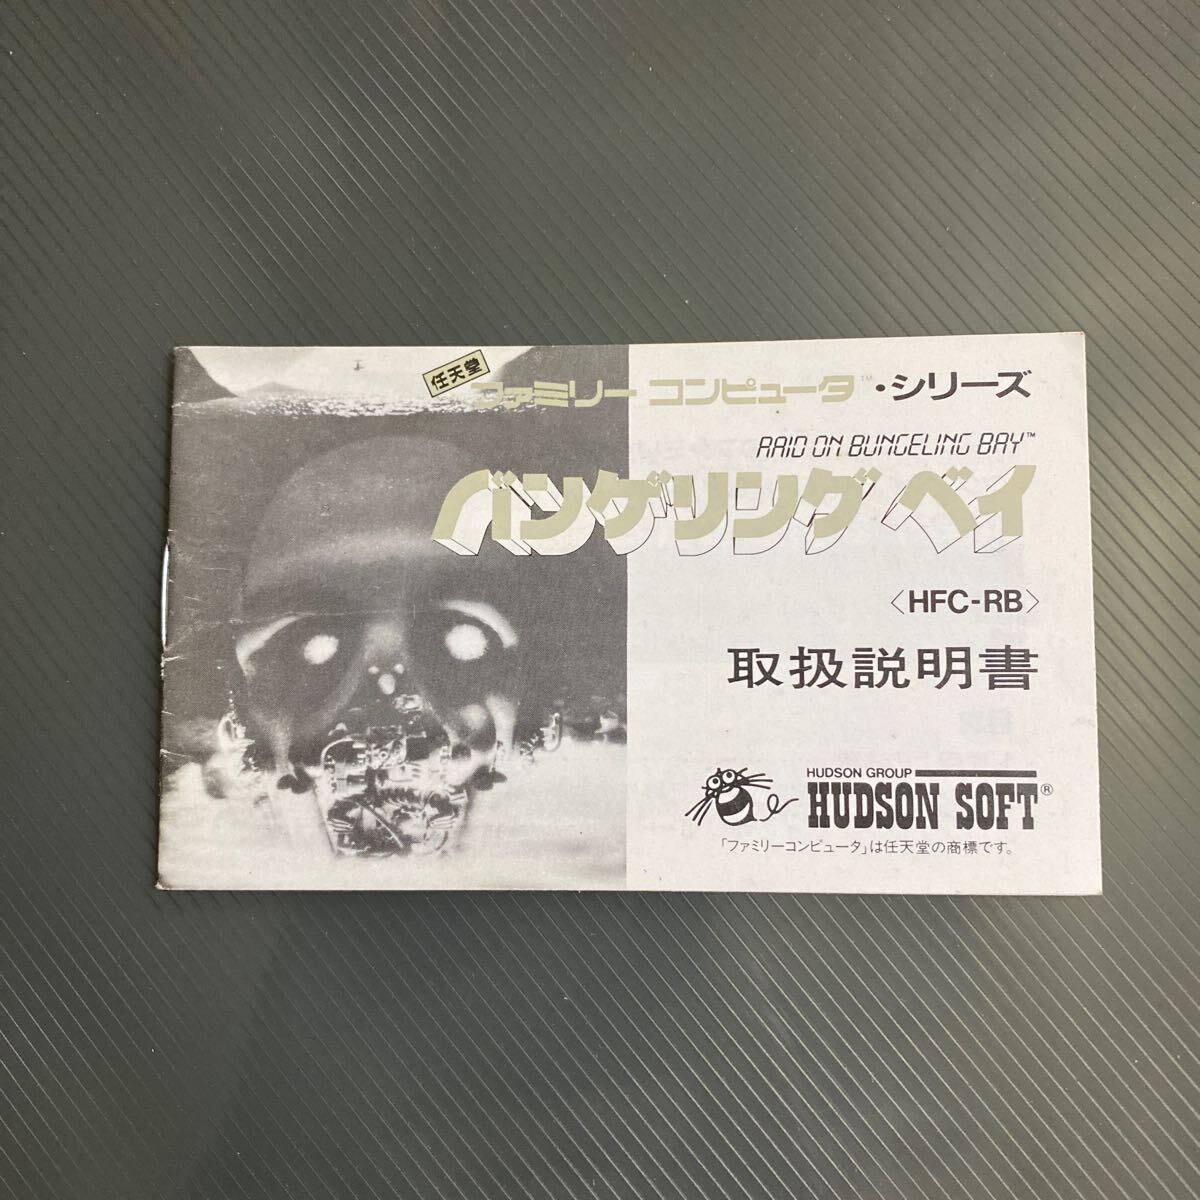 任天堂
ファミリー コンピュータ™・シリーズ
RAID ON BUNGELING BAY™
バンゲリング ベイ
〈HFC-RB〉
取扱説明書
HUDSON GROUP
HUDSON SOFT®
「ファミリーコンピュータ」は任天堂の商標です。